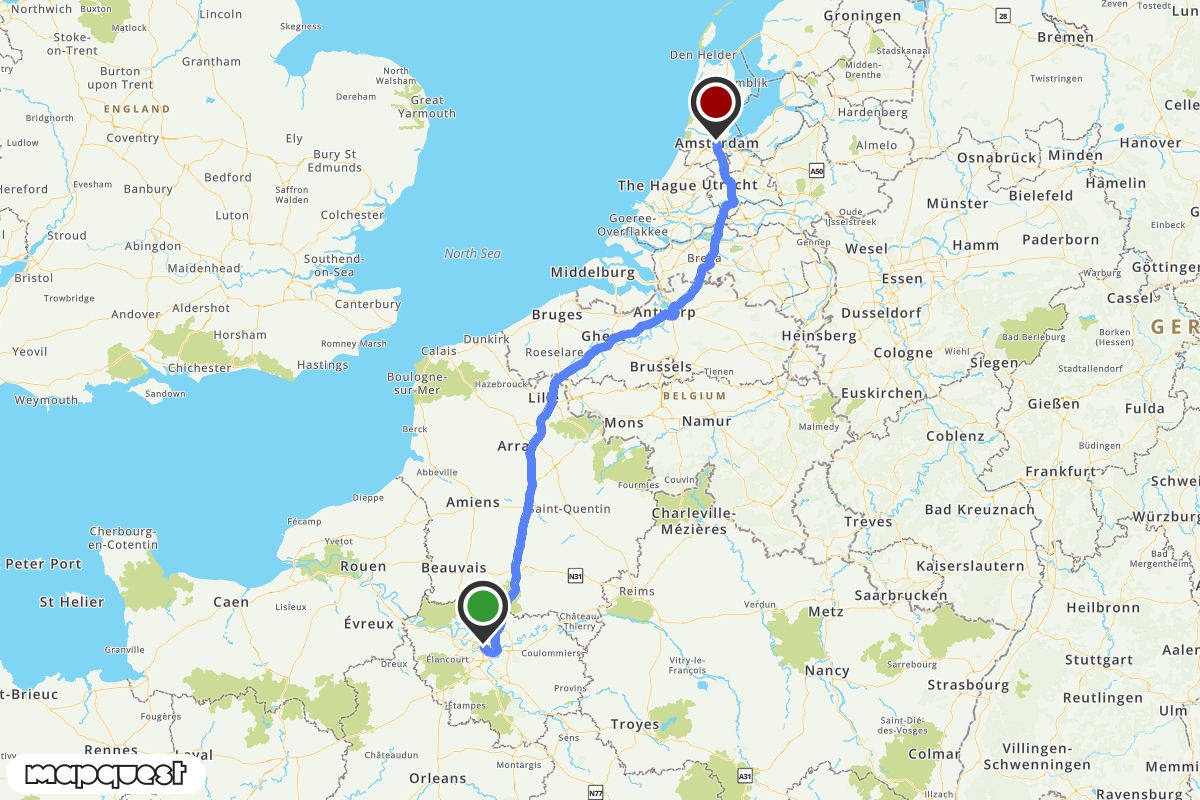 Northwich
Buxton
Lincoln
Skegness
Groningen
28
Zeven
Tostedt
Matlock
Stoke-
on-Trent
Grantham
Den Helder
Stadskanaal
Bremen
Burton
upon Trent
North
Walsham
Midden-
Drenthe
Twistringen
ENGLAND
Dereham
Great
Yarmouth
Hardenberg
Celle
Bridgnorth
Coventry
Ely
Amsterdam
Almelo
Hanover
Ludlow
Bury St
Edmunds
Osnabrück
Minden
Hereford
Evesham
Banbury
Bedford
Saffron
Walden
A50
Hamelin
The Hague
Utrecht
Bielefeld
Luton
Colchester
Goeree-
Overflakkee
Oude
IJsselstreek
Münster
Einbeck
Stroud
Abingdon
Gennep
Wesel
Hamm
Paderborn
North Sea
Southend-
on-Sea
Maidenhead
Breda
Bristol
Middelburg
Essen
Warburg
Göttingen
Trowbridge
Canterbury
Cassel
Andover
Aldershot
Bruges
Antwerp
Dusseldorf
Horsham
Romney Marsh
Dunkirk
Heinsberg
Bad Berleburg
Borken
(Hessen)
Yeovil
Hastings
Calais
Roeselare
Cologne
Wiehl
Siegen
Chichester
Brussels
Tienen
Stadtallendorf
Boulogne-
sur-Mer
Hazebrouck
Weymouth
Sandown
BELGIUM
Euskirchen
Gießen
Fulda
Berck
Mons
Namur
Malmedy
Coblenz
Büdingen
Abbeville
Fourmies
Couvin
Frankfurt
Dieppe
Amiens
Saint-Quentin
Charleville-
Mézières
Treves
Bad Kreuznach
Würzburg
Fécamp
Cherbourg-
en-Cotentin
Yvetot
Peter Port
Rouen
Beauvais
N31
Kaiserslautern
Bad
Mergentheim
St Helier
Caen
Lisieux
Reims
Verdun
Metz
Saarbrucken
Heilbronn
Évreux
Château-
Thierry
Granville
Dreux
Élancourt
Coulommiers
Vitry-le-
François
Nancy
Sarrebourg
Stuttgart
Aalen
Provins
Strasbourg
Reutlingen
Ulm
Fougères
Étampes
Troyes
Saint-Dié-
des-Vosges
Rennes
Laval
Châteaudun
Sens
Colmar
Villingen-
Schwenningen
Montargis
mapquest
Orleans
A31
N77
Illzach
Ravensburg